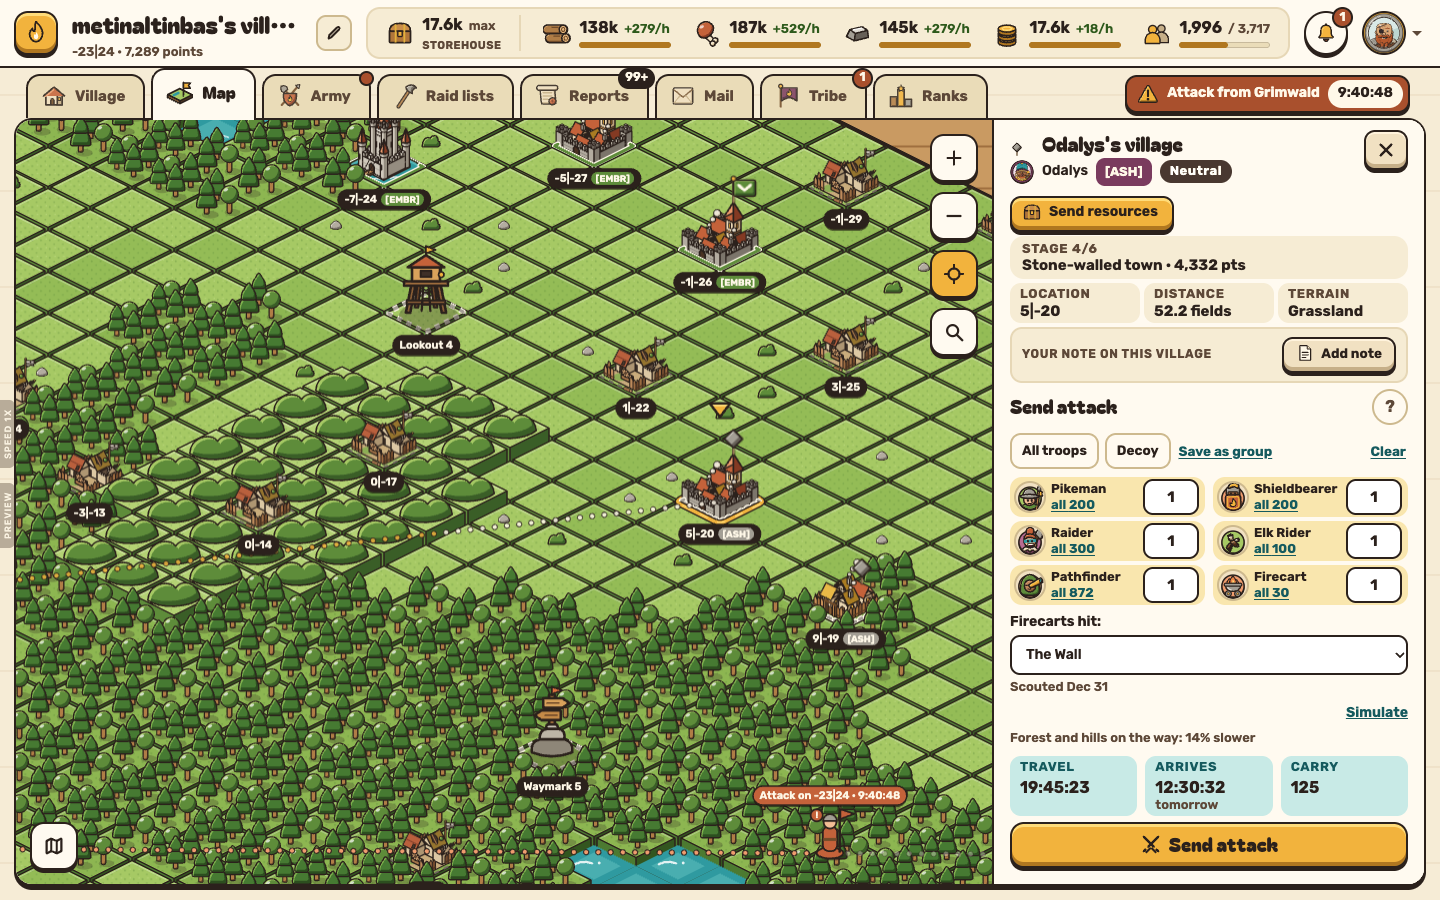 metinaltinbas's vill•••
-23|24 • 7,289 points
17.6k max
STOREHOUSE
138k +279/h
187k +529/h
145k +279/h
17.6k +18/h
1,996 / 3,717
1
Village
Map
Army
Raid lists
Reports
99+
Mail
Tribe
1
Ranks
Attack from Grimwald 9:40:48
-7|-24 [EMBR]
-5|-27 [EMBR]
-1|-29
-1|-26 [EMBR]
Lookout 4
1|-22
3|-25
0|-17
-3|-13
0|-14
5|-20 [ASH]
9|-19 [ASH]
Waymark 5
Attack on -23|24 • 9:40:48
SPEED 1X
PREVIEW
Odalys's village
Odalys [ASH] Neutral
Send resources
STAGE 4/6
Stone-walled town • 4,332 pts
LOCATION
5|-20
DISTANCE
52.2 fields
TERRAIN
Grassland
YOUR NOTE ON THIS VILLAGE
Add note
Send attack
?
All troops
Decoy
Save as group
Clear
Pikeman
all 200
1
Shieldbearer
all 200
1
Raider
all 300
1
Elk Rider
all 100
1
Pathfinder
all 872
1
Firecart
all 30
1
Firecarts hit:
The Wall
Scouted Dec 31
Simulate
Forest and hills on the way: 14% slower
TRAVEL
19:45:23
ARRIVES
12:30:32
tomorrow
CARRY
125
Send attack